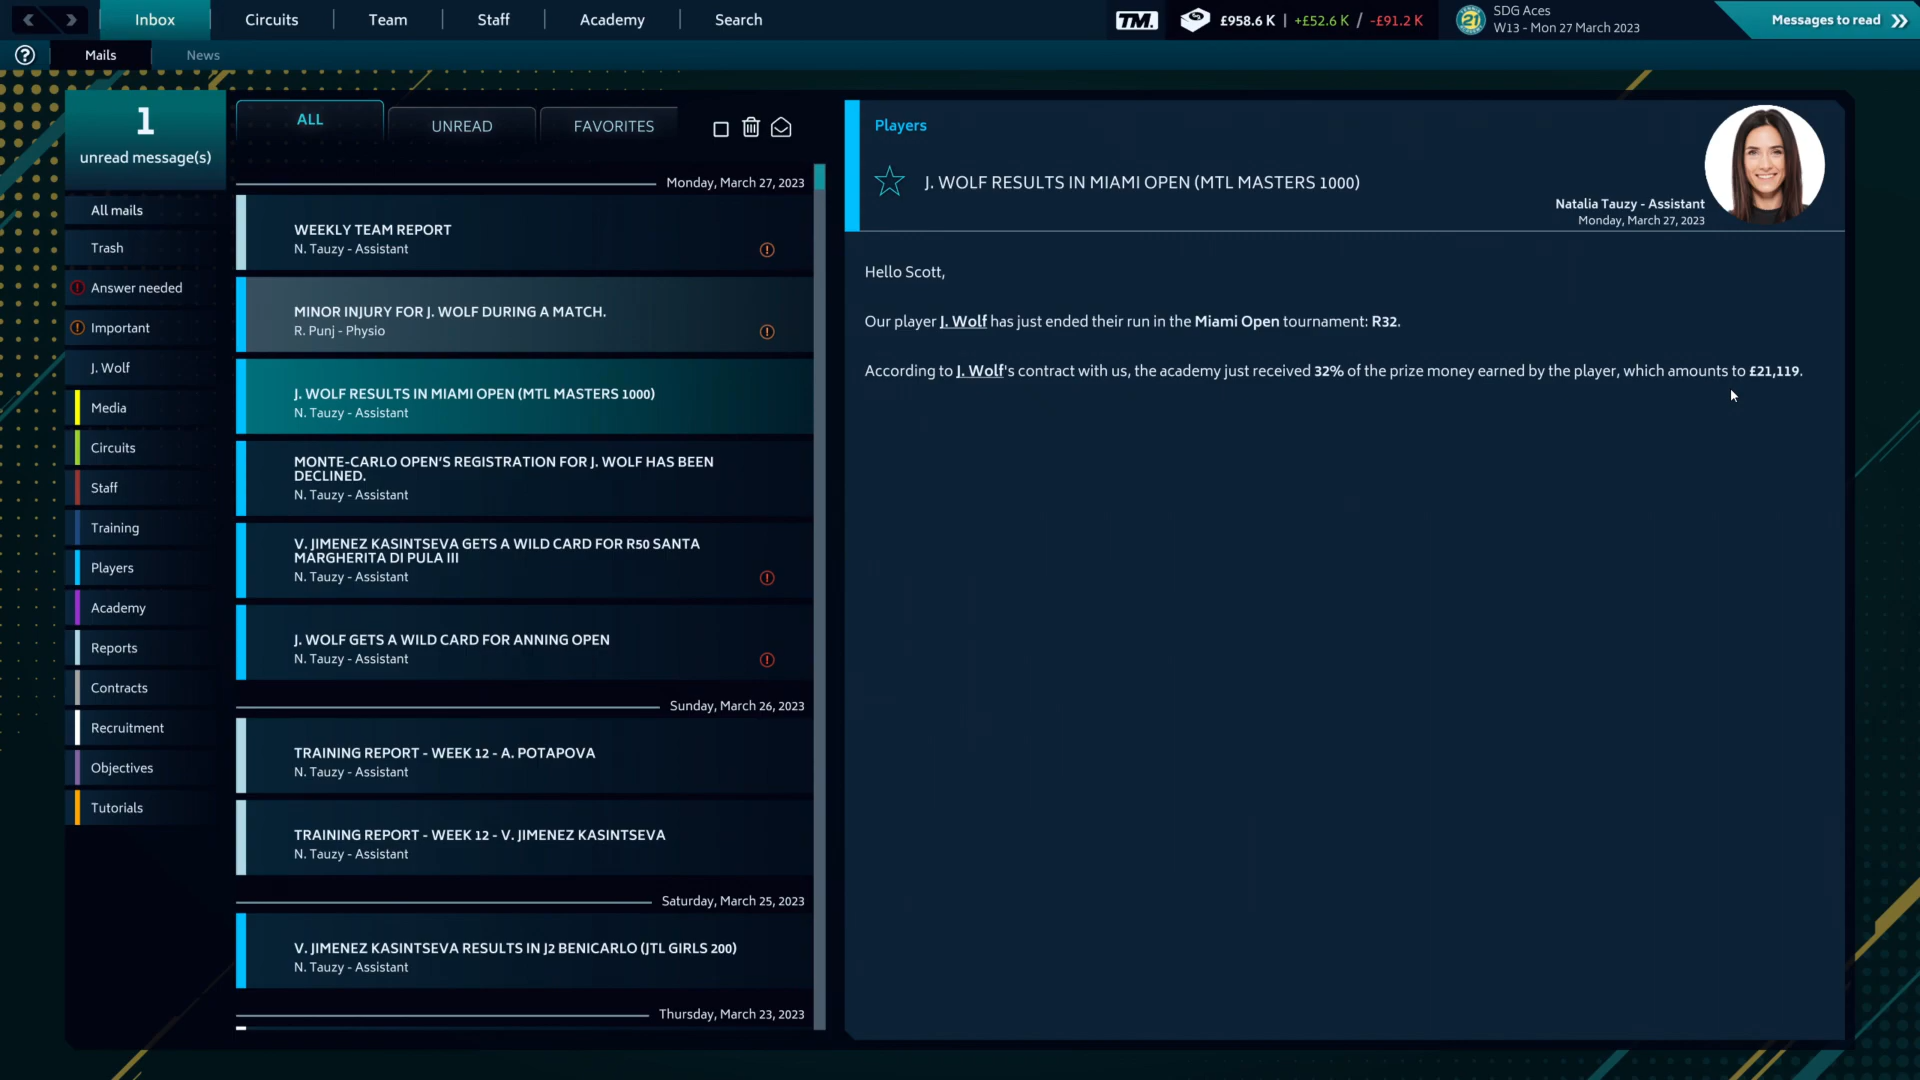 Inbox
Circuits
Team
Staff
Academy
Search
TM.
£958.6 K | +£52.6 K / -£91.2 K
21
SDG Aces
W13 - Mon 27 March 2023
Messages to read
?
Mails
News
1
unread message(s)
All mails
Trash
Answer needed
Important
J. Wolf
Media
Circuits
Staff
Training
Players
Academy
Reports
Contracts
Recruitment
Objectives
Tutorials
ALL
UNREAD
FAVORITES
Monday, March 27, 2023
WEEKLY TEAM REPORT
N. Tauzy - Assistant
MINOR INJURY FOR J. WOLF DURING A MATCH.
R. Punj - Physio
J. WOLF RESULTS IN MIAMI OPEN (MTL MASTERS 1000)
N. Tauzy - Assistant
MONTE-CARLO OPEN'S REGISTRATION FOR J. WOLF HAS BEEN
DECLINED.
N. Tauzy - Assistant
V. JIMENEZ KASINTSEVA GETS A WILD CARD FOR R50 SANTA
MARGHERITA DI PULA III
N. Tauzy - Assistant
J. WOLF GETS A WILD CARD FOR ANNING OPEN
N. Tauzy - Assistant
Sunday, March 26, 2023
TRAINING REPORT - WEEK 12 - A. POTAPOVA
N. Tauzy - Assistant
TRAINING REPORT - WEEK 12 - V. JIMENEZ KASINTSEVA
N. Tauzy - Assistant
Saturday, March 25, 2023
V. JIMENEZ KASINTSEVA RESULTS IN J2 BENICARLO (JTL GIRLS 200)
N. Tauzy - Assistant
Thursday, March 23, 2023
Players
J. WOLF RESULTS IN MIAMI OPEN (MTL MASTERS 1000)
Natalia Tauzy - Assistant
Monday, March 27, 2023
Hello Scott,
Our player J. Wolf has just ended their run in the Miami Open tournament: R32.
According to J. Wolf's contract with us, the academy just received 32% of the prize money earned by the player, which amounts to £21,119.